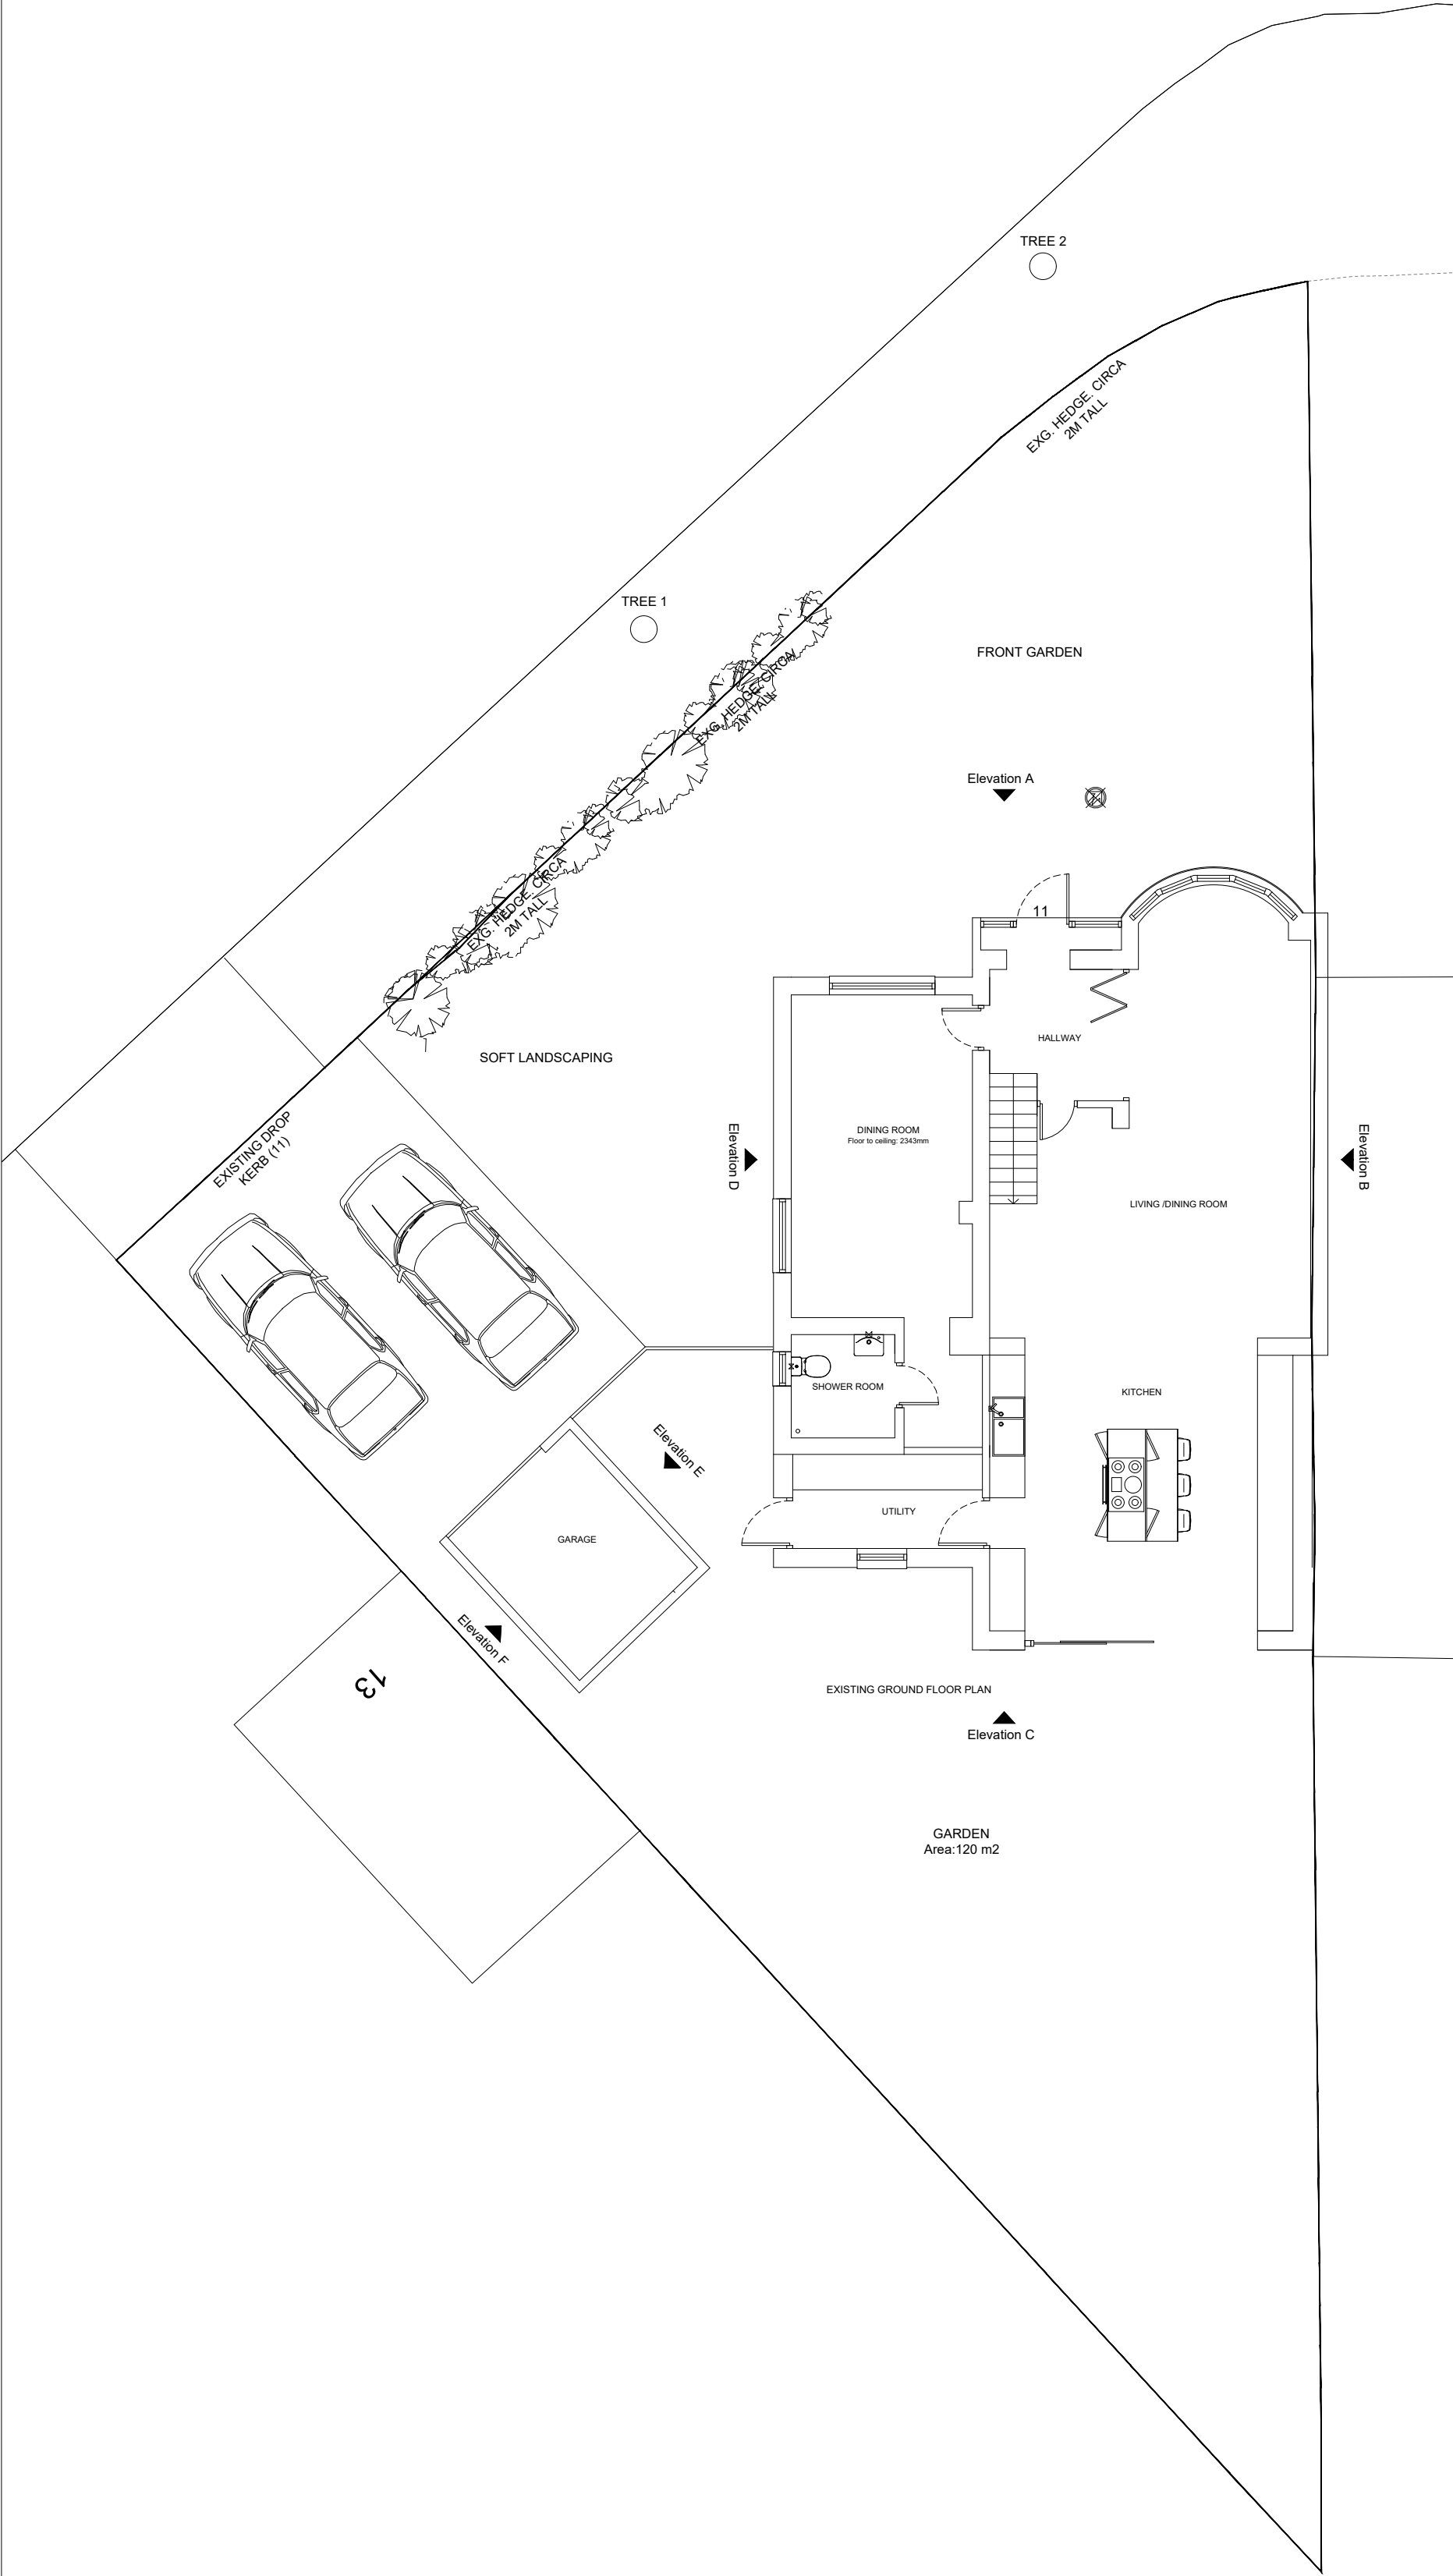 TREE 2
EXG. HEDGE. CIRCA
2M TALL
TREE 1
FRONT GARDEN
EXG. HEDGE. CIRCA
2M TALL
Elevation A
EXG. HEDGE. CIRCA
2M TALL
11
HALLWAY
SOFT LANDSCAPING
EXISTING DROP
KERB (11)
DINING ROOM
Floor to ceiling: 2343mm
Elevation D
Elevation B
LIVING /DINING ROOM
SHOWER ROOM
KITCHEN
Elevation E
UTILITY
GARAGE
Elevation F
13
EXISTING GROUND FLOOR PLAN
Elevation C
GARDEN
Area:120 m2